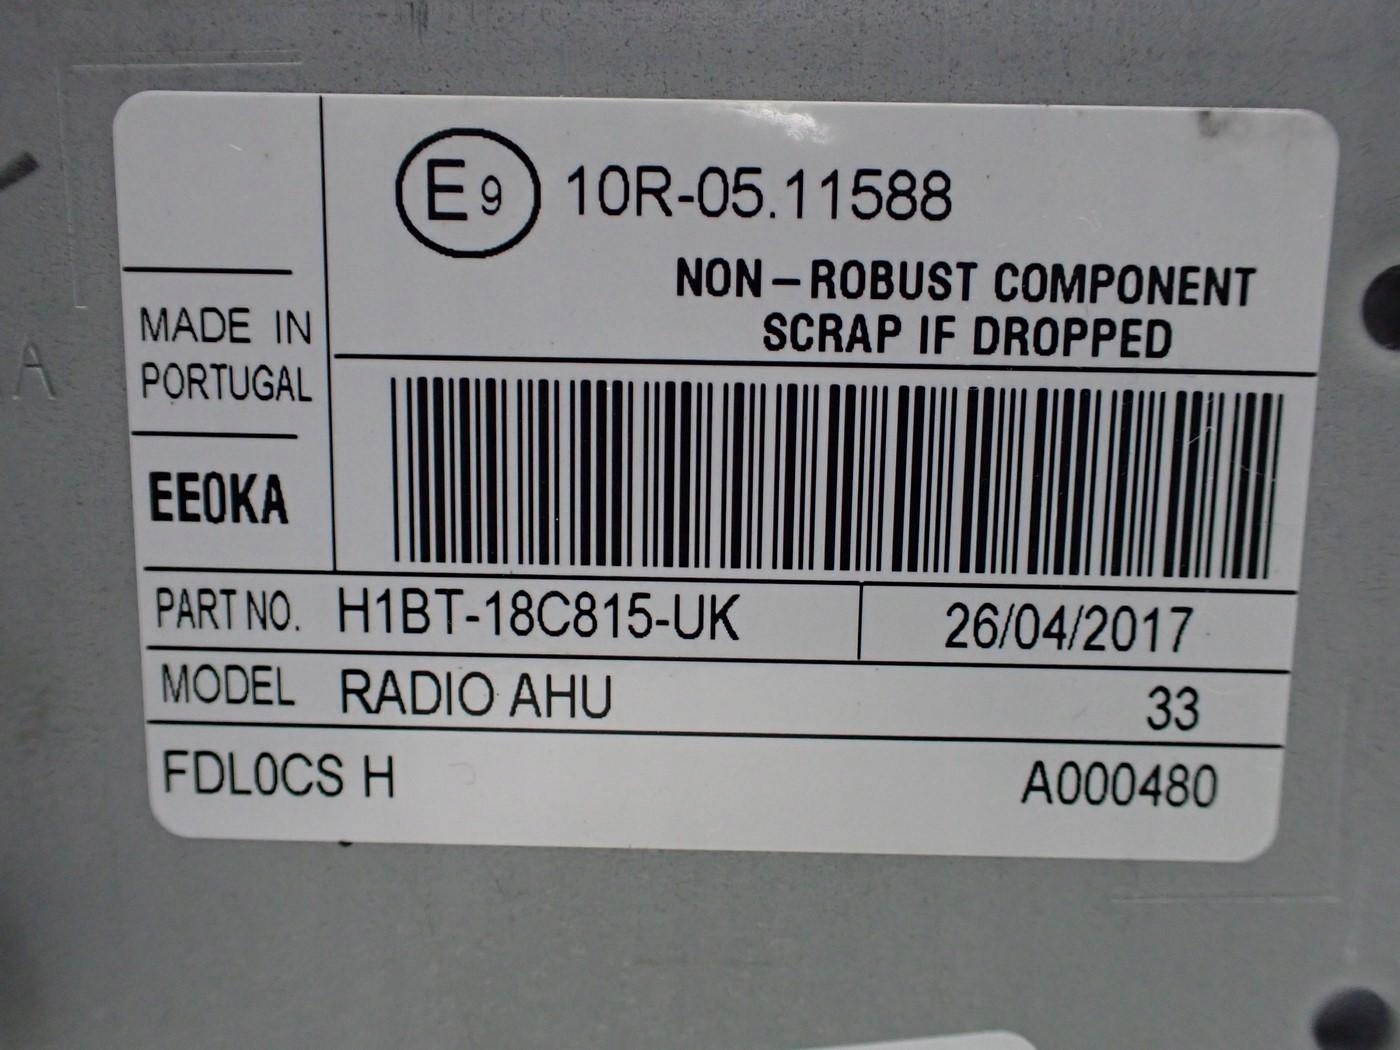 E9 10R-05.11588
NON-ROBUST COMPONENT
SCRAP IF DROPPED
MADE IN
PORTUGAL
EE0KA
PART NO. H1BT-18C815-UK 26/04/2017
MODEL RADIO AHU 33
FDL0CS H A000480
A